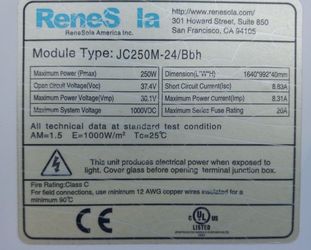 ReneS la
ReneSola America Inc.
http://www.renesola.com/
301 Howard Street, Suite 850
San Francisco, CA 94105
Module Type: JC250M-24/Bbh
Maximum Power (Pmax) 250W Dimension(L*W*H) 1640*992*40mm
Open Circuit Voltage(Voc) 37.4V Short Circuit Current(Isc) 8.83A
Maximum Power Voltage(Vmp) 30.1V Maximum Power Current(Imp) 8.31A
Maximum System Voltage 1000VDC Maximum Series Fuse Rating 20A
All technical data at standard test condition
AM=1.5 E=1000W/m² Tc=25℃
This unit produces electrical power when exposed to
light. Cover glass before opening terminal junction box.
Fire Rating:Class C
For field connections, use minimum 12 AWG copper wires insulated for a
minimum 90℃
CE
C UL US
LISTED